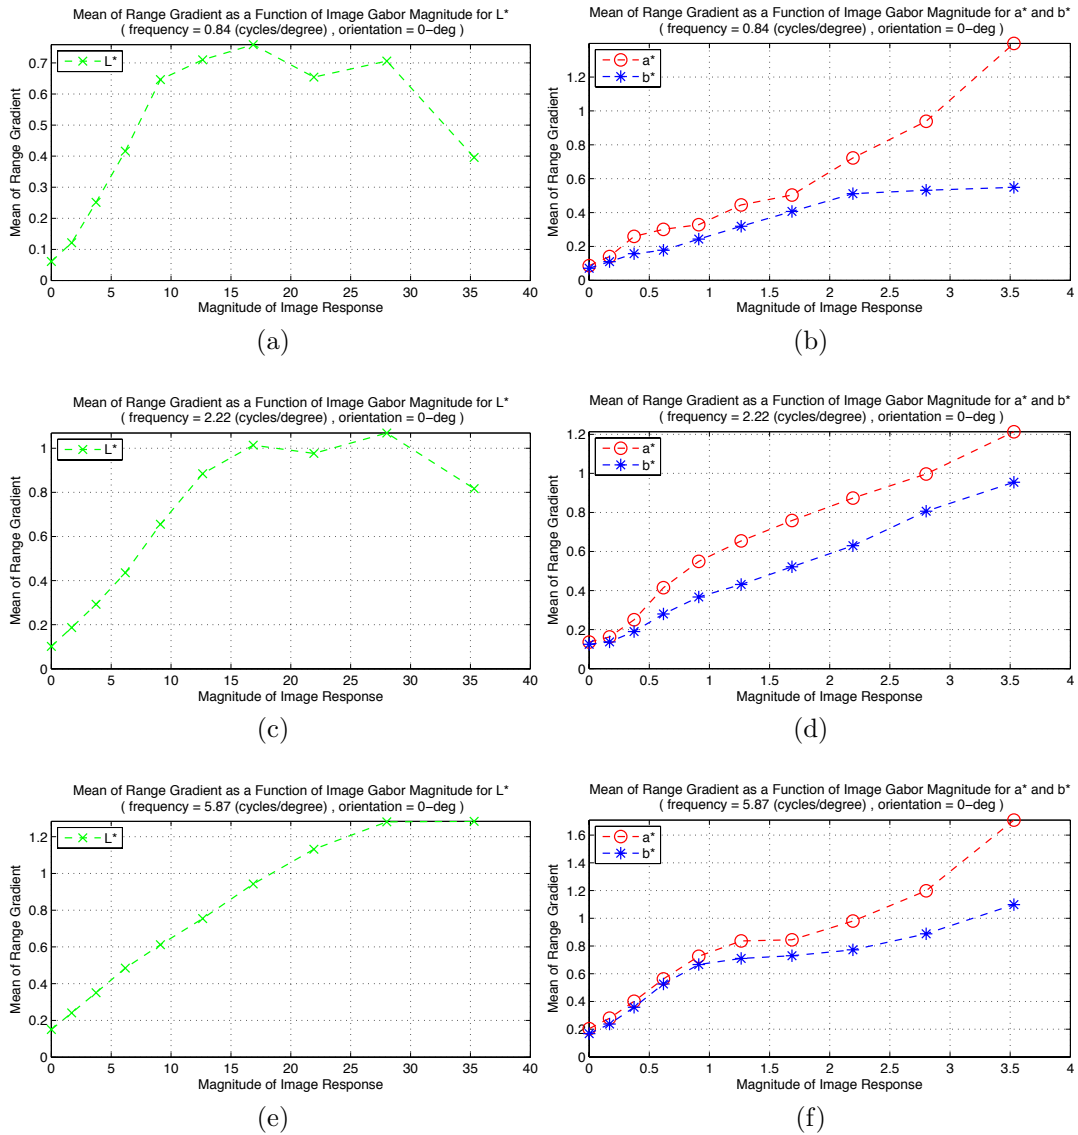 Mean of Range Gradient as a Function of Image Gabor Magnitude for L*
( frequency = 0.84 (cycles/degree) , orientation = 0−deg )
L*
Mean of Range Gradient
0.7
0.6
0.5
0.4
0.3
0.2
0.1
0
0 5 10 15 20 25 30 35 40
Magnitude of Image Response
(a)
Mean of Range Gradient as a Function of Image Gabor Magnitude for a* and b*
( frequency = 0.84 (cycles/degree) , orientation = 0−deg )
a*
b*
Mean of Range Gradient
1.4
1.2
1
0.8
0.6
0.4
0.2
0
0 0.5 1 1.5 2 2.5 3 3.5 4
Magnitude of Image Response
(b)
Mean of Range Gradient as a Function of Image Gabor Magnitude for L*
( frequency = 2.22 (cycles/degree) , orientation = 0−deg )
L*
Mean of Range Gradient
1
0.8
0.6
0.4
0.2
0
0 5 10 15 20 25 30 35 40
Magnitude of Image Response
(c)
Mean of Range Gradient as a Function of Image Gabor Magnitude for a* and b*
( frequency = 2.22 (cycles/degree) , orientation = 0−deg )
a*
b*
Mean of Range Gradient
1.2
1
0.8
0.6
0.4
0.2
0
0 0.5 1 1.5 2 2.5 3 3.5 4
Magnitude of Image Response
(d)
Mean of Range Gradient as a Function of Image Gabor Magnitude for L*
( frequency = 5.87 (cycles/degree) , orientation = 0−deg )
L*
Mean of Range Gradient
1.2
1
0.8
0.6
0.4
0.2
0
0 5 10 15 20 25 30 35 40
Magnitude of Image Response
(e)
Mean of Range Gradient as a Function of Image Gabor Magnitude for a* and b*
( frequency = 5.87 (cycles/degree) , orientation = 0−deg )
a*
b*
Mean of Range Gradient
1.6
1.4
1.2
1
0.8
0.6
0.4
0.2
0
0 0.5 1 1.5 2 2.5 3 3.5 4
Magnitude of Image Response
(f)